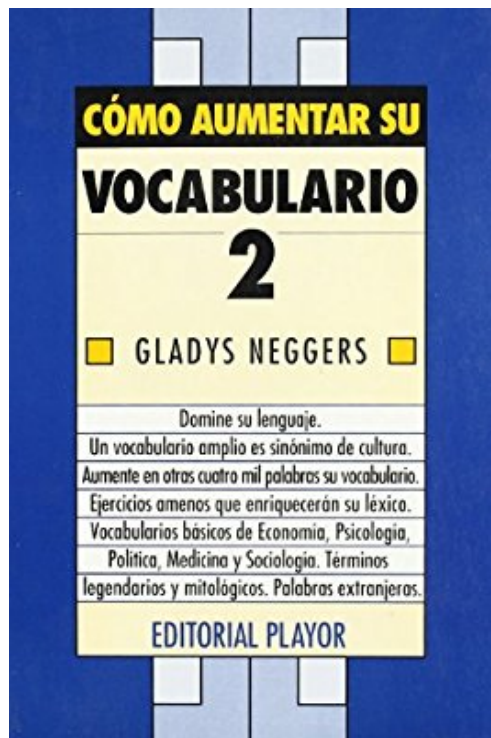 CÓMO AUMENTAR SU
VOCABULARIO
2
GLADYS NEGGERS
Domine su lenguaje.
Un vocabulario amplio es sinónimo de cultura.
Aumente en otras cuatro mil palabras su vocabulario.
Ejercicios amenos que enriquecerán su léxico.
Vocabularios básicos de Economía, Psicología,
Política, Medicina y Sociología. Términos
legendarios y mitológicos. Palabras extranjeras.
EDITORIAL PLAYOR